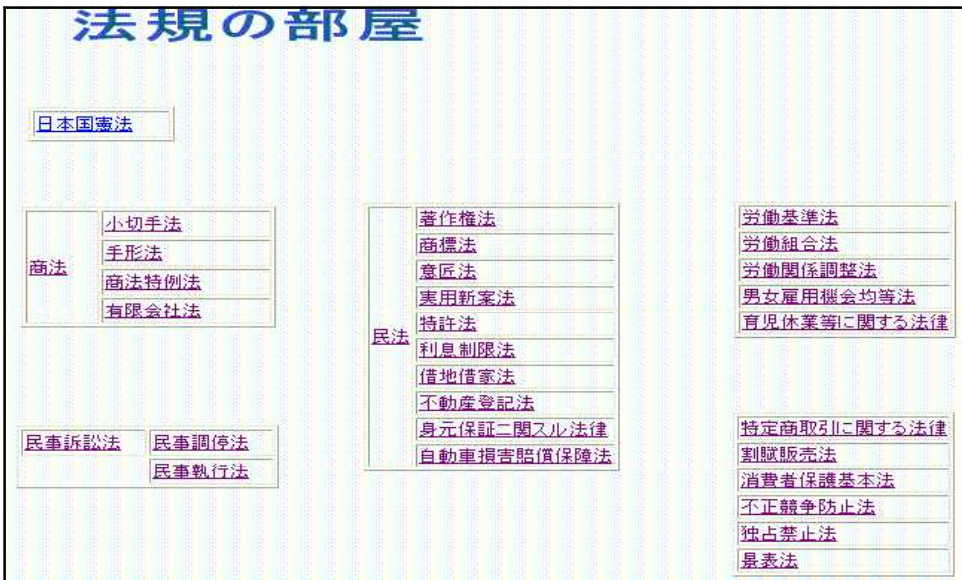 法規の部屋
日本国憲法
商法
小切手法
手形法
商法特例法
有限会社法
民事訴訟法
民事調停法
民事執行法
民法
著作権法
商標法
意匠法
実用新案法
特許法
利息制限法
借地借家法
不動産登記法
身元保証ニ関スル法律
自動車損害賠償保障法
労働基準法
労働組合法
労働関係調整法
男女雇用機会均等法
育児休業等に関する法律
特定商取引に関する法律
割賦販売法
消費者保護基本法
不正競争防止法
独占禁止法
景表法